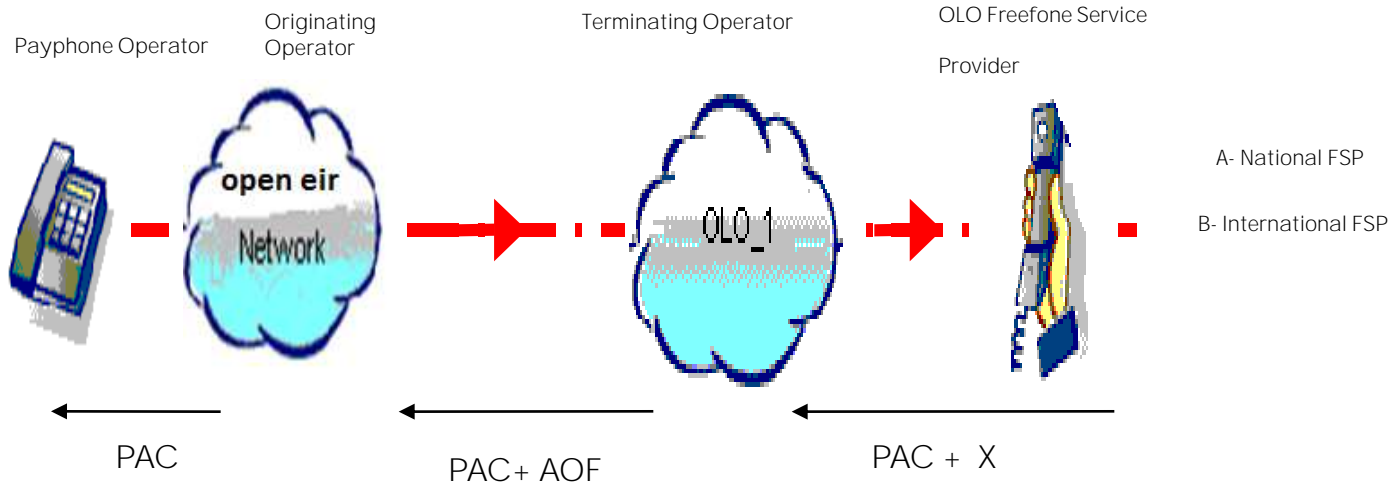 Payphone Operator
Originating
Operator
Terminating Operator
OLO Freefone Service
Provider
open eir
Network
OLO_1
A- National FSP
B- International FSP
PAC
PAC+ AOF
PAC + X